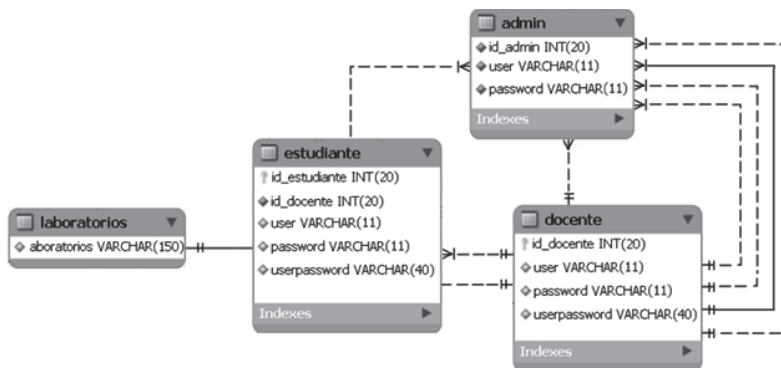 admin
id_admin INT(20)
user VARCHAR(11)
password VARCHAR(11)
Indexes
estudiante
id_estudiante INT(20)
id_docente INT(20)
user VARCHAR(11)
password VARCHAR(11)
userpassword VARCHAR(40)
Indexes
laboratorios
aboratorios VARCHAR(150)
docente
id_docente INT(20)
user VARCHAR(11)
password VARCHAR(11)
userpassword VARCHAR(40)
Indexes